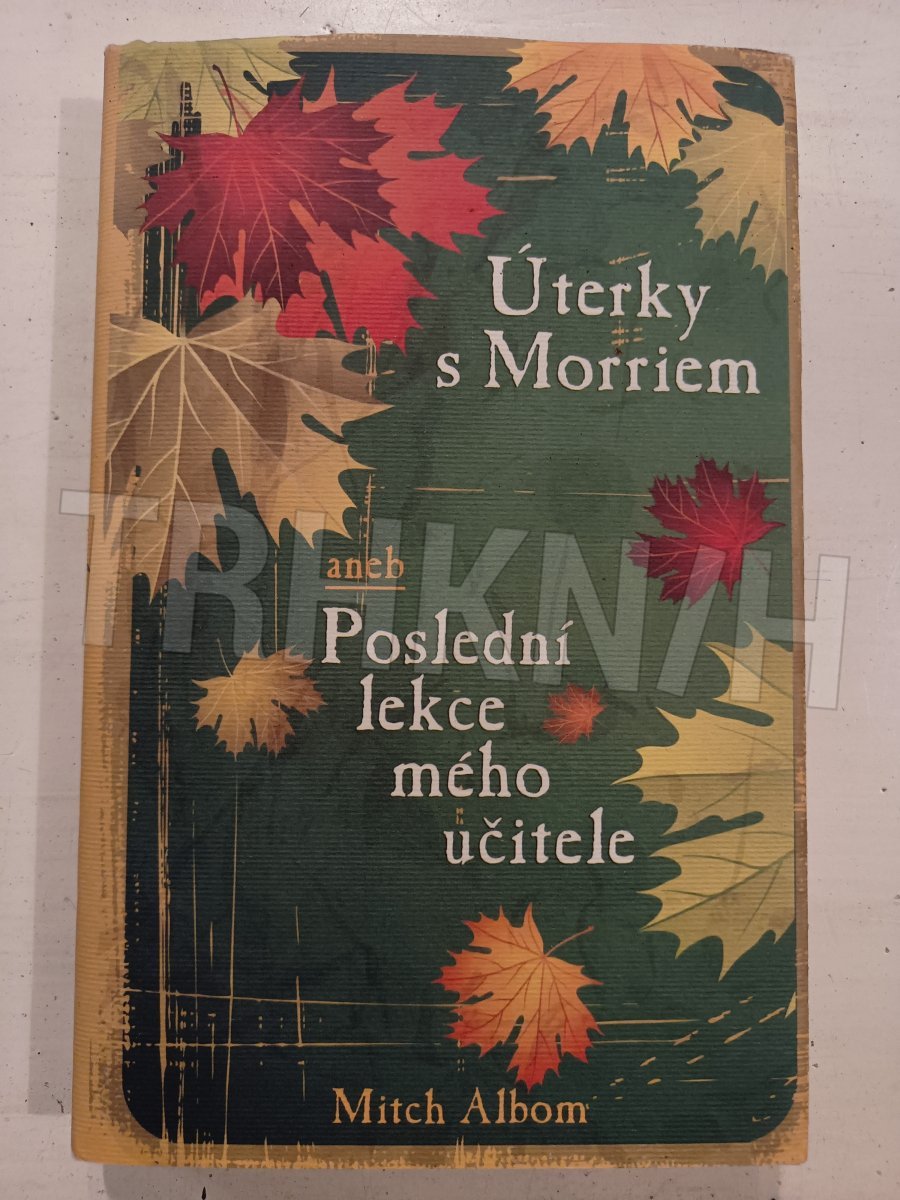 Úterky
s Morriem
aneb
Poslední
lekce
mého
učitele
Mitch Albom
TRHKNIH